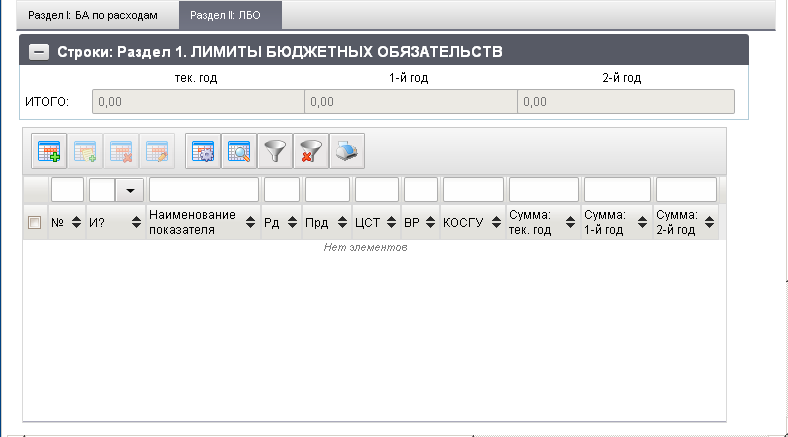 Раздел I: БА по расходам
Раздел II: ЛБО
Строки: Раздел 1. ЛИМИТЫ БЮДЖЕТНЫХ ОБЯЗАТЕЛЬСТВ
тек. год 1-й год 2-й год
ИТОГО: 0,00 0,00 0,00
№ И? Наименование показателя Рд Прд ЦСТ ВР КОСГУ Сумма: тек. год Сумма: 1-й год Сумма: 2-й год
Нет элементов